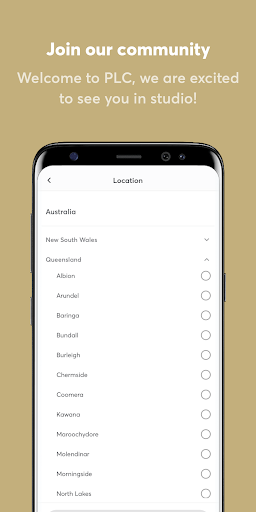 Join our community
Welcome to PLC, we are excited
to see you in studio!
Location
Australia
New South Wales
Queensland
Albion
Arundel
Baringa
Bundall
Burleigh
Chermside
Coomera
Kawana
Maroochydore
Molendinar
Morningside
North Lakes